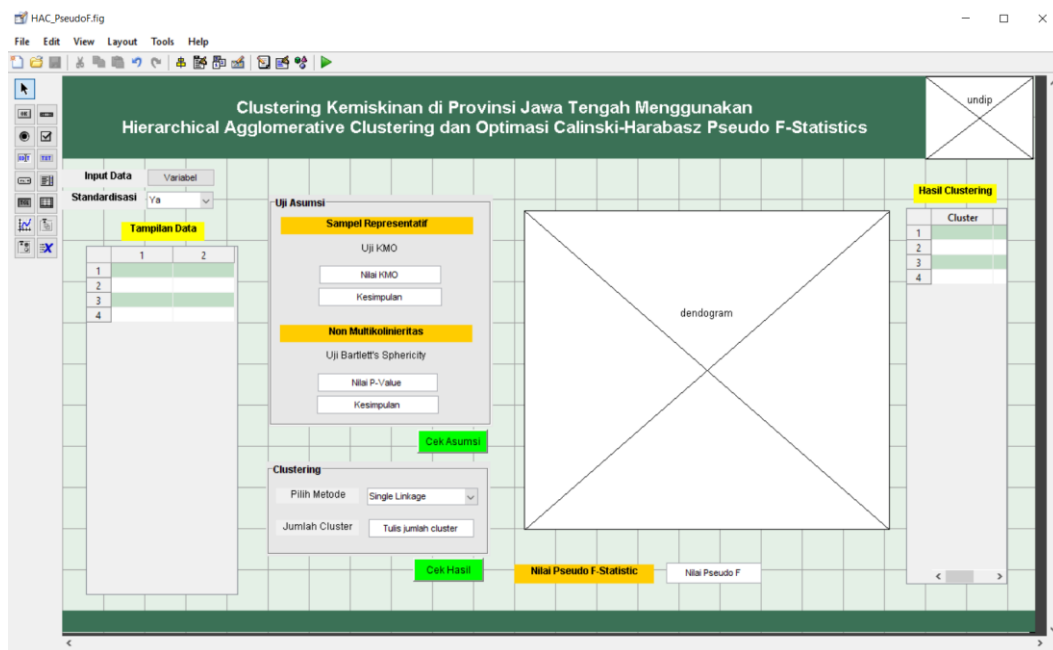 HAC_PseudoF.fig
File Edit View Layout Tools Help
Clustering Kemiskinan di Provinsi Jawa Tengah Menggunakan
Hierarchical Agglomerative Clustering dan Optimasi Calinski-Harabasz Pseudo F-Statistics
undip
Input Data Variabel
Standardisasi Ya
Tampilan Data
1 2
1
2
3
4
Uji Asumsi
Sampel Representatif
Uji KMO
Nilai KMO
Kesimpulan
Non Multikolinieritas
Uji Bartlett's Sphericity
Nilai P-Value
Kesimpulan
Cek Asumsi
Clustering
Pilih Metode Single Linkage
Jumlah Cluster Tulis jumlah cluster
Cek Hasil
dendogram
Nilai Pseudo F-Statistic Nilai Pseudo F
Hasil Clustering
Cluster
1
2
3
4